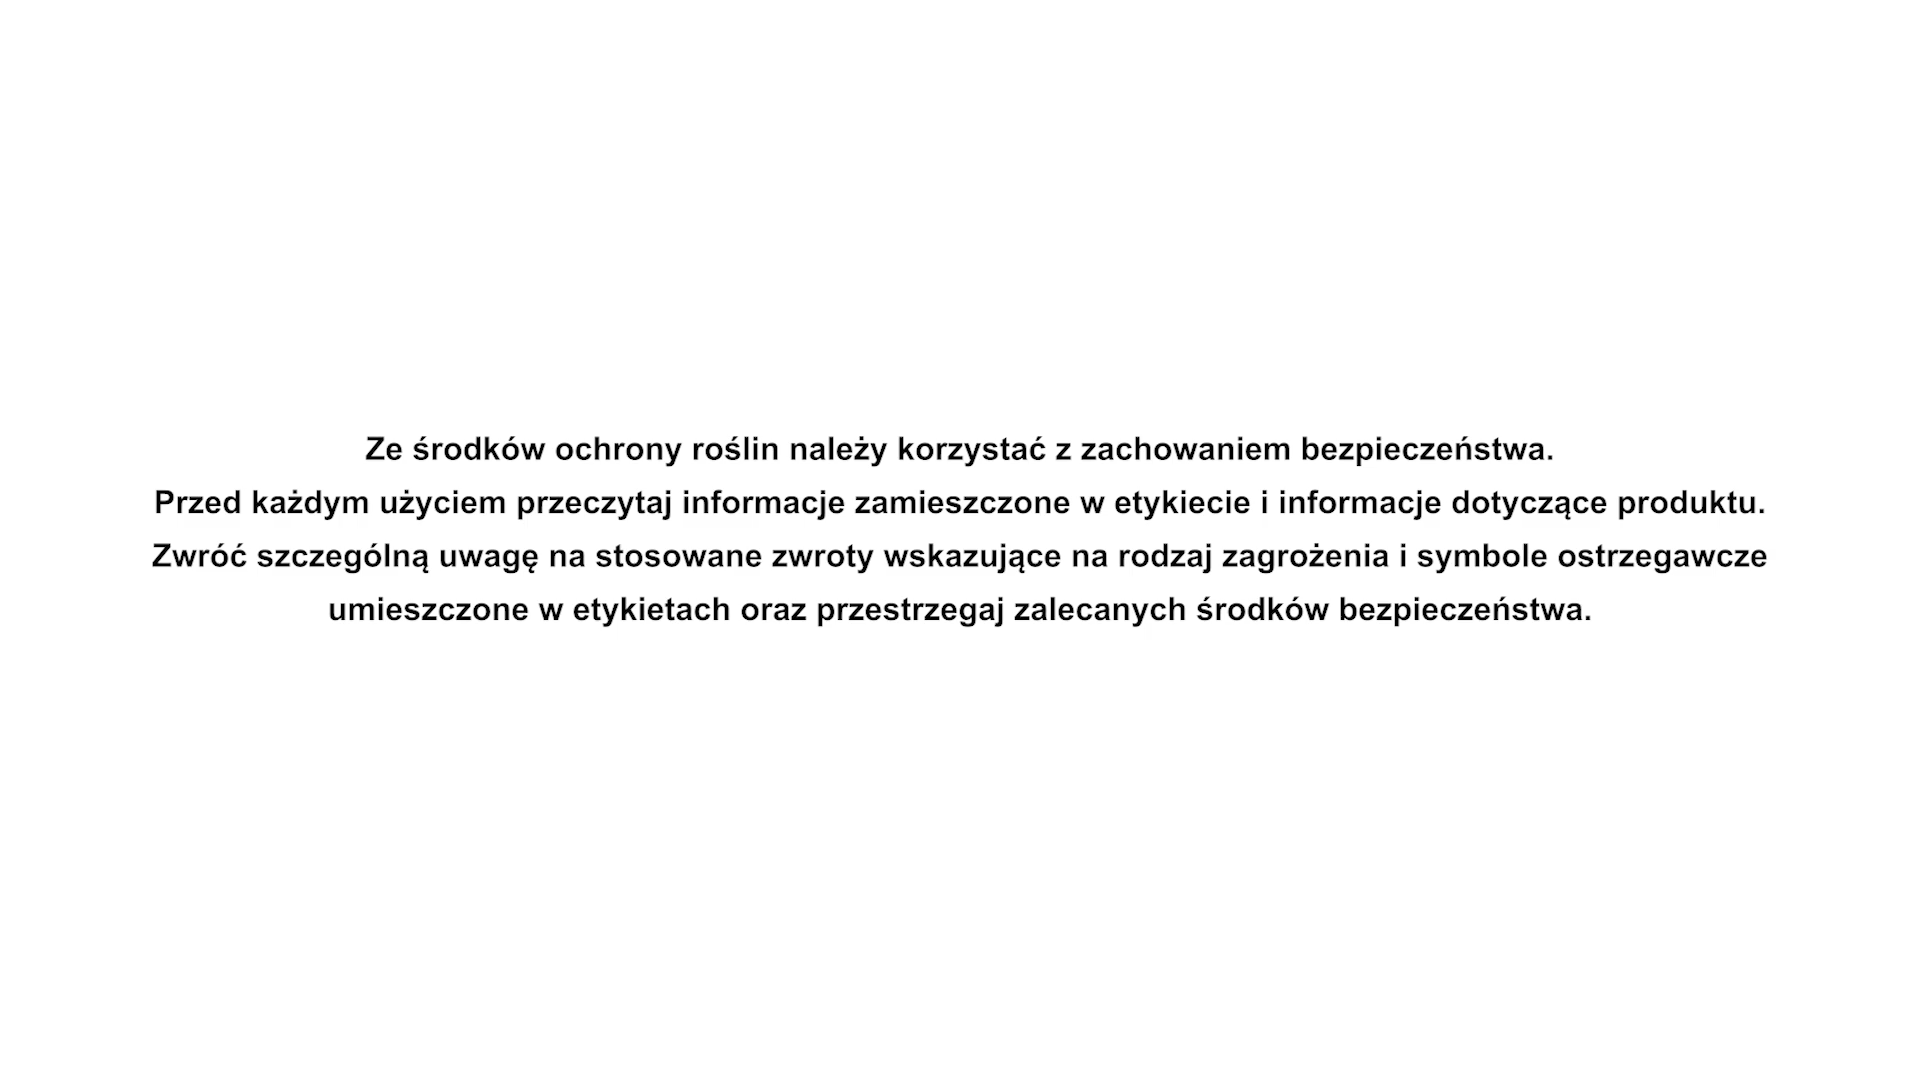 Ze środków ochrony roślin należy korzystać z zachowaniem bezpieczeństwa.
Przed każdym użyciem przeczytaj informacje zamieszczone w etykiecie i informacje dotyczące produktu.
Zwróć szczególną uwagę na stosowane zwroty wskazujące na rodzaj zagrożenia i symbole ostrzegawcze
umieszczone w etykietach oraz przestrzegaj zalecanych środków bezpieczeństwa.